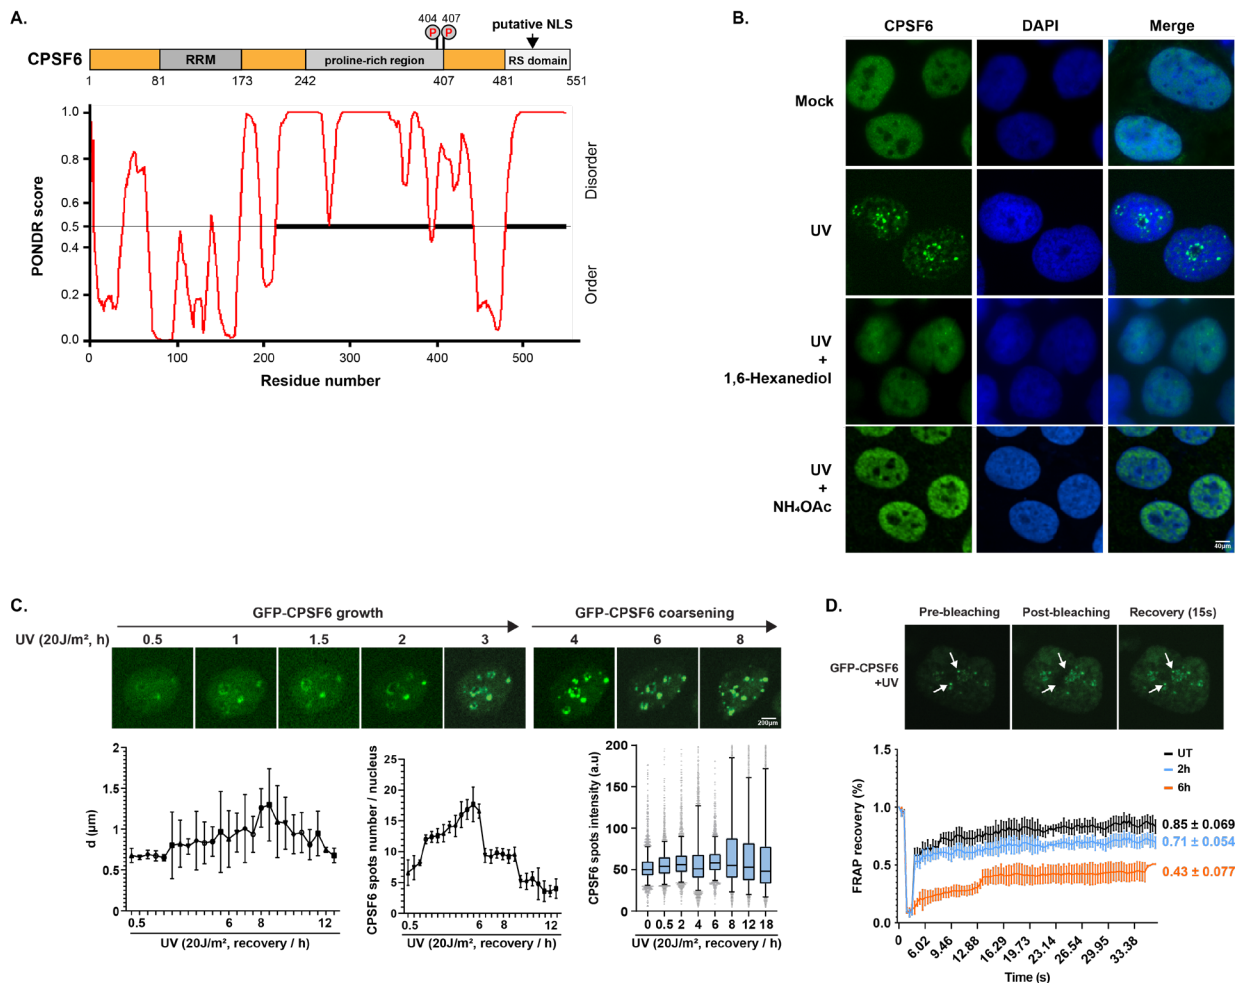 A.
404 407
P P
putative NLS
CPSF6
RRM
proline-rich region
RS domain
1 81 173 242 407 481 551
PONDR score
1.0
0.8
0.5
0.4
0.2
0.0
Disorder
Order
0 100 200 300 400 500
Residue number
B.
CPSF6 DAPI Merge
Mock
UV
UV
+
1,6-Hexanediol
UV
+
NH₄OAc
40μm
C.
GFP-CPSF6 growth GFP-CPSF6 coarsening
UV (20J/m², h) 0.5 1 1.5 2 3 4 6 8
200μm
d (μm)
2
1.5
1
0.5
0
0.5 6 8 12
UV (20J/m², recovery / h)
CPSF6 spots number / nucleus
25
20
15
10
5
0
0.5 6 8 12
UV (20J/m², recovery / h)
CPSF6 spots intensity (a.u)
200
150
100
50
0
0 0.5 2 4 6 8 12 18
UV (20J/m², recovery / h)
D.
Pre-bleaching Post-bleaching Recovery (15s)
GFP-CPSF6
+UV
FRAP recovery (%)
1.5
1.0
0.5
0.0
UT
2h
6h
0.85 ± 0.069
0.71 ± 0.054
0.43 ± 0.077
0 6.02 9.46 12.88 16.29 19.73 23.14 26.54 29.95 33.38
Time (s)